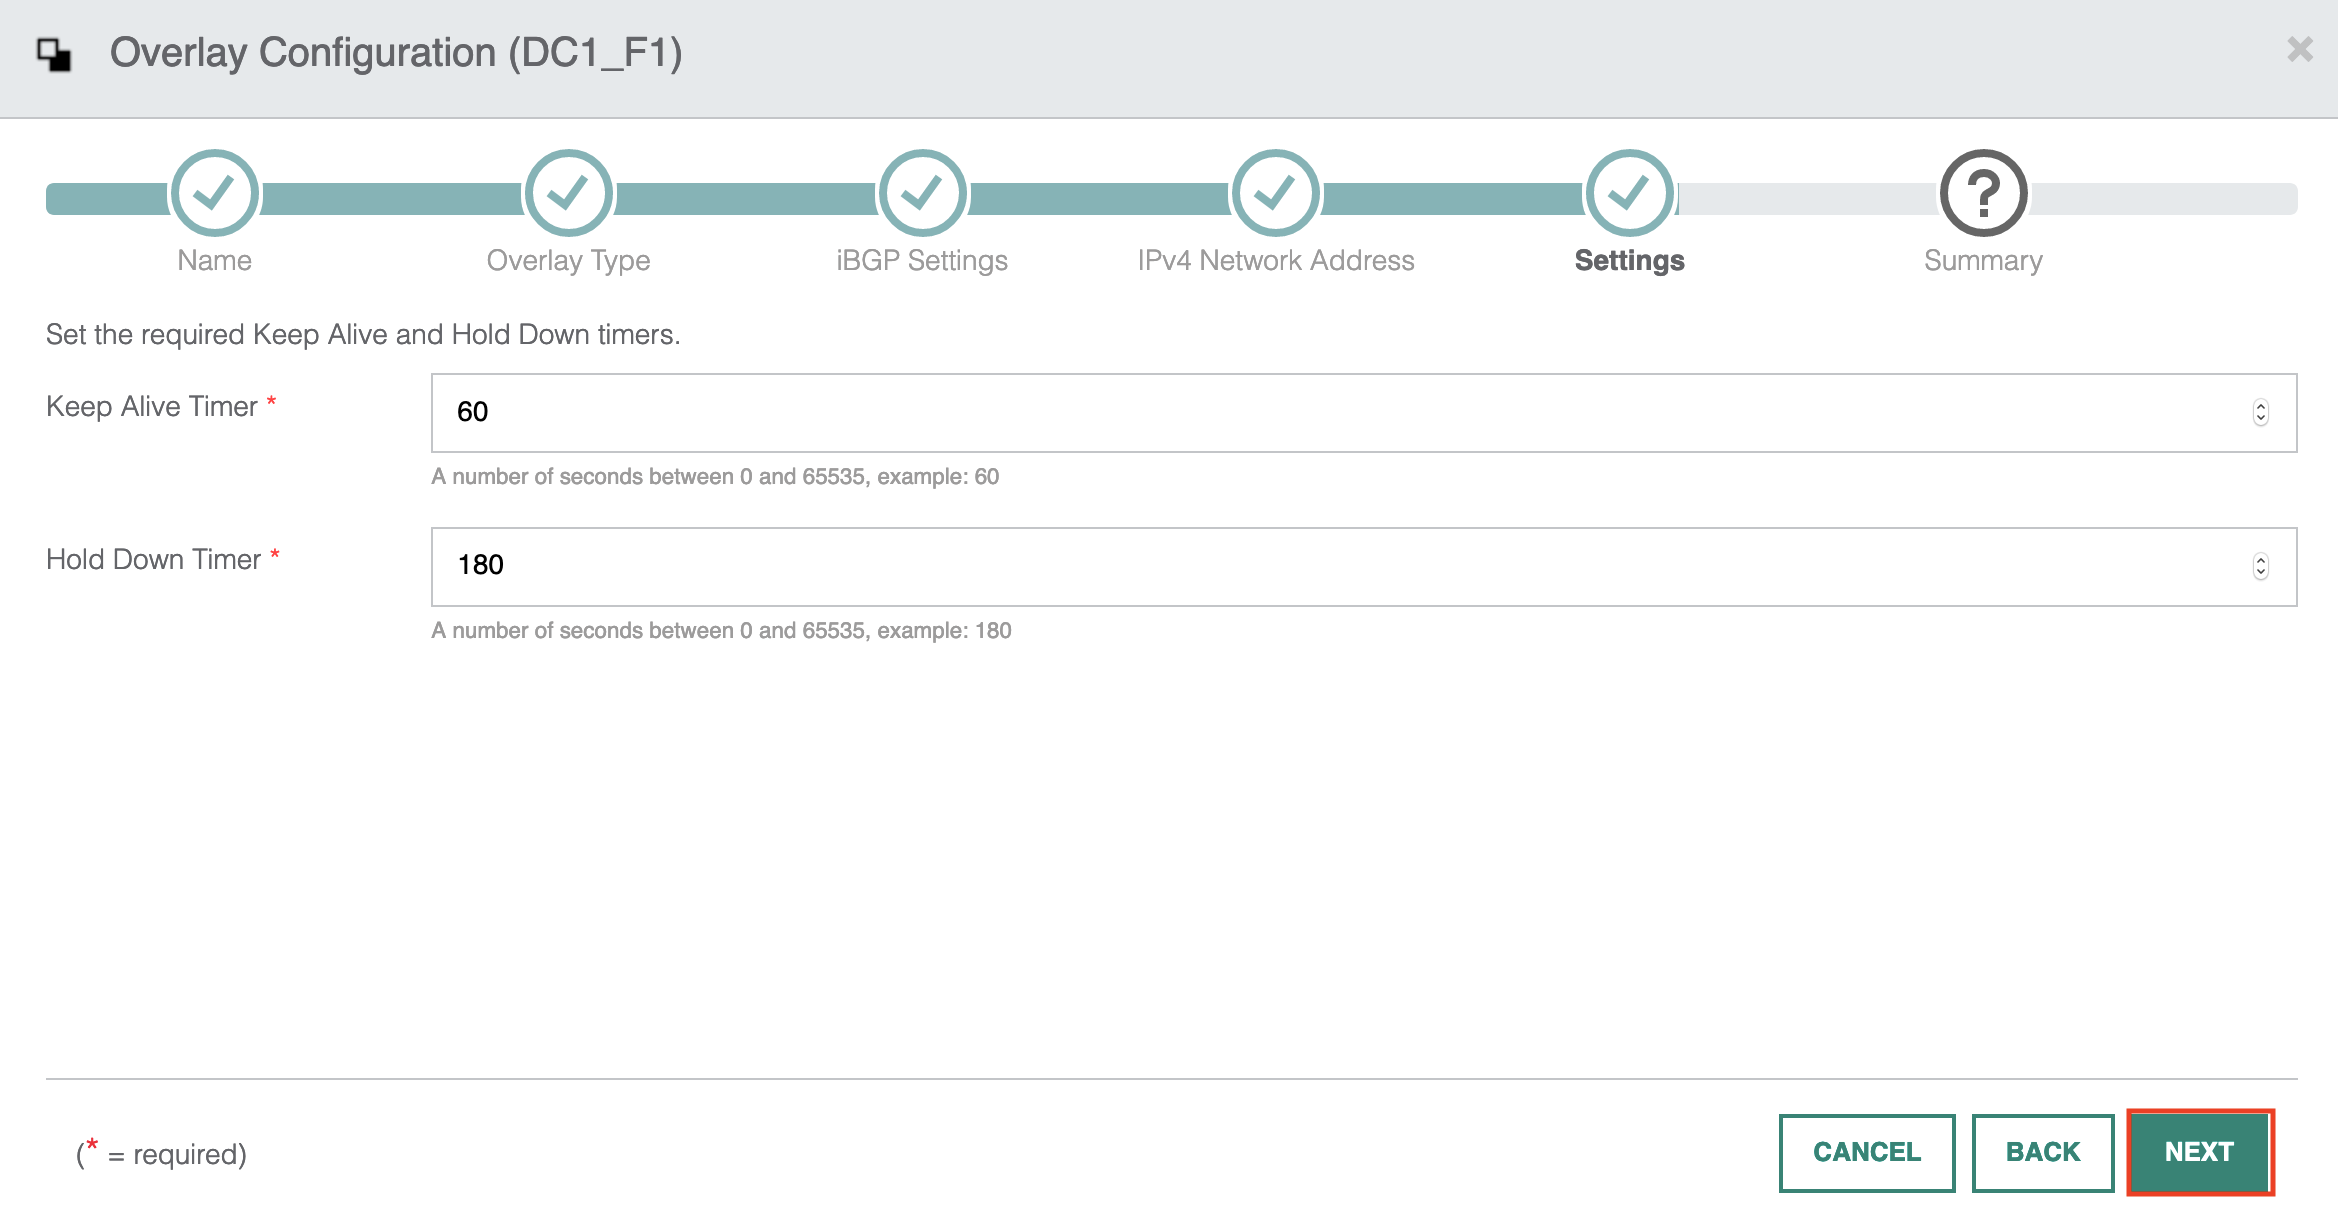 Overlay Configuration (DC1_F1)
Name
Overlay Type
iBGP Settings
IPv4 Network Address
Settings
?
Summary
Set the required Keep Alive and Hold Down timers.
Keep Alive Timer *
60
A number of seconds between 0 and 65535, example: 60
Hold Down Timer *
180
A number of seconds between 0 and 65535, example: 180
(* = required)
CANCEL
BACK
NEXT